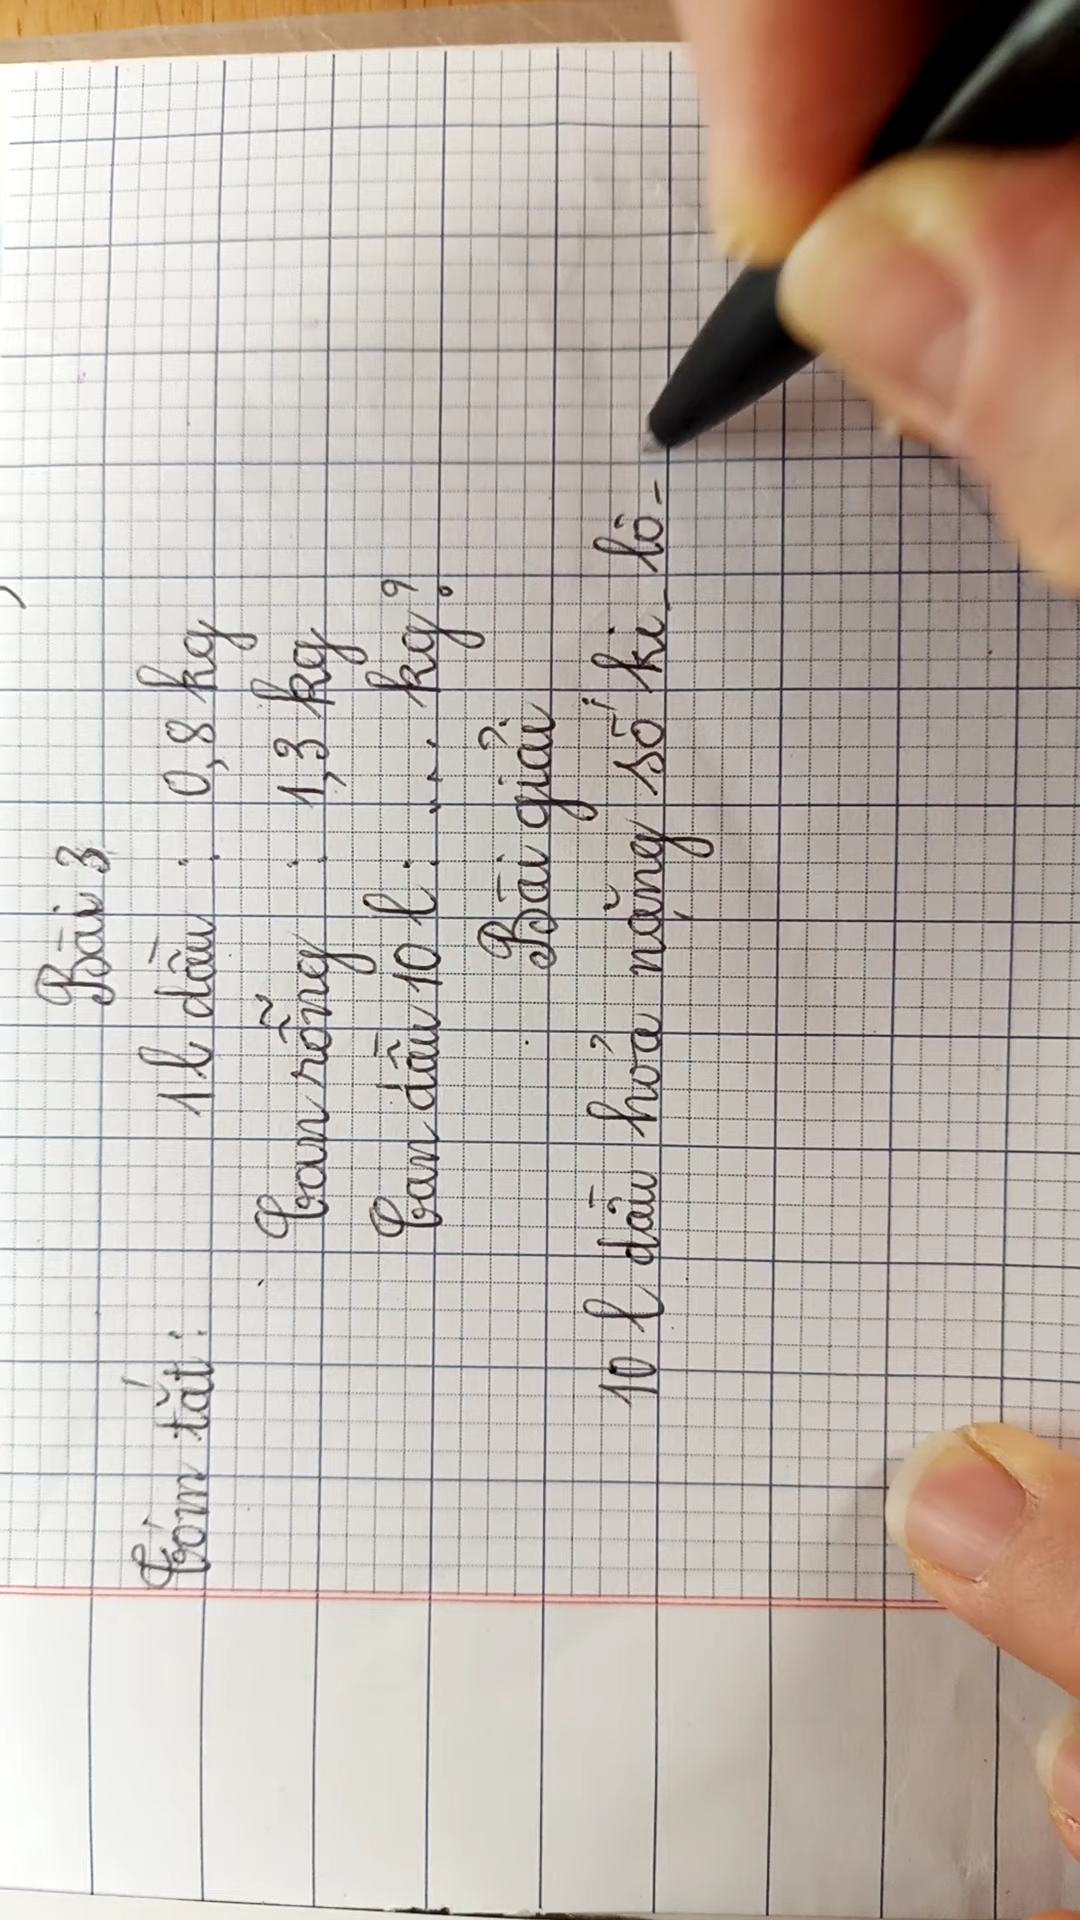 Bài 3
Tóm tắt: 1l dầu : 0,8 kg
Can rỗng : 1,3 kg
Can dầu 10 l : .... kg?
Bài giải
10 l dầu hỏa nặng số ki-lô-